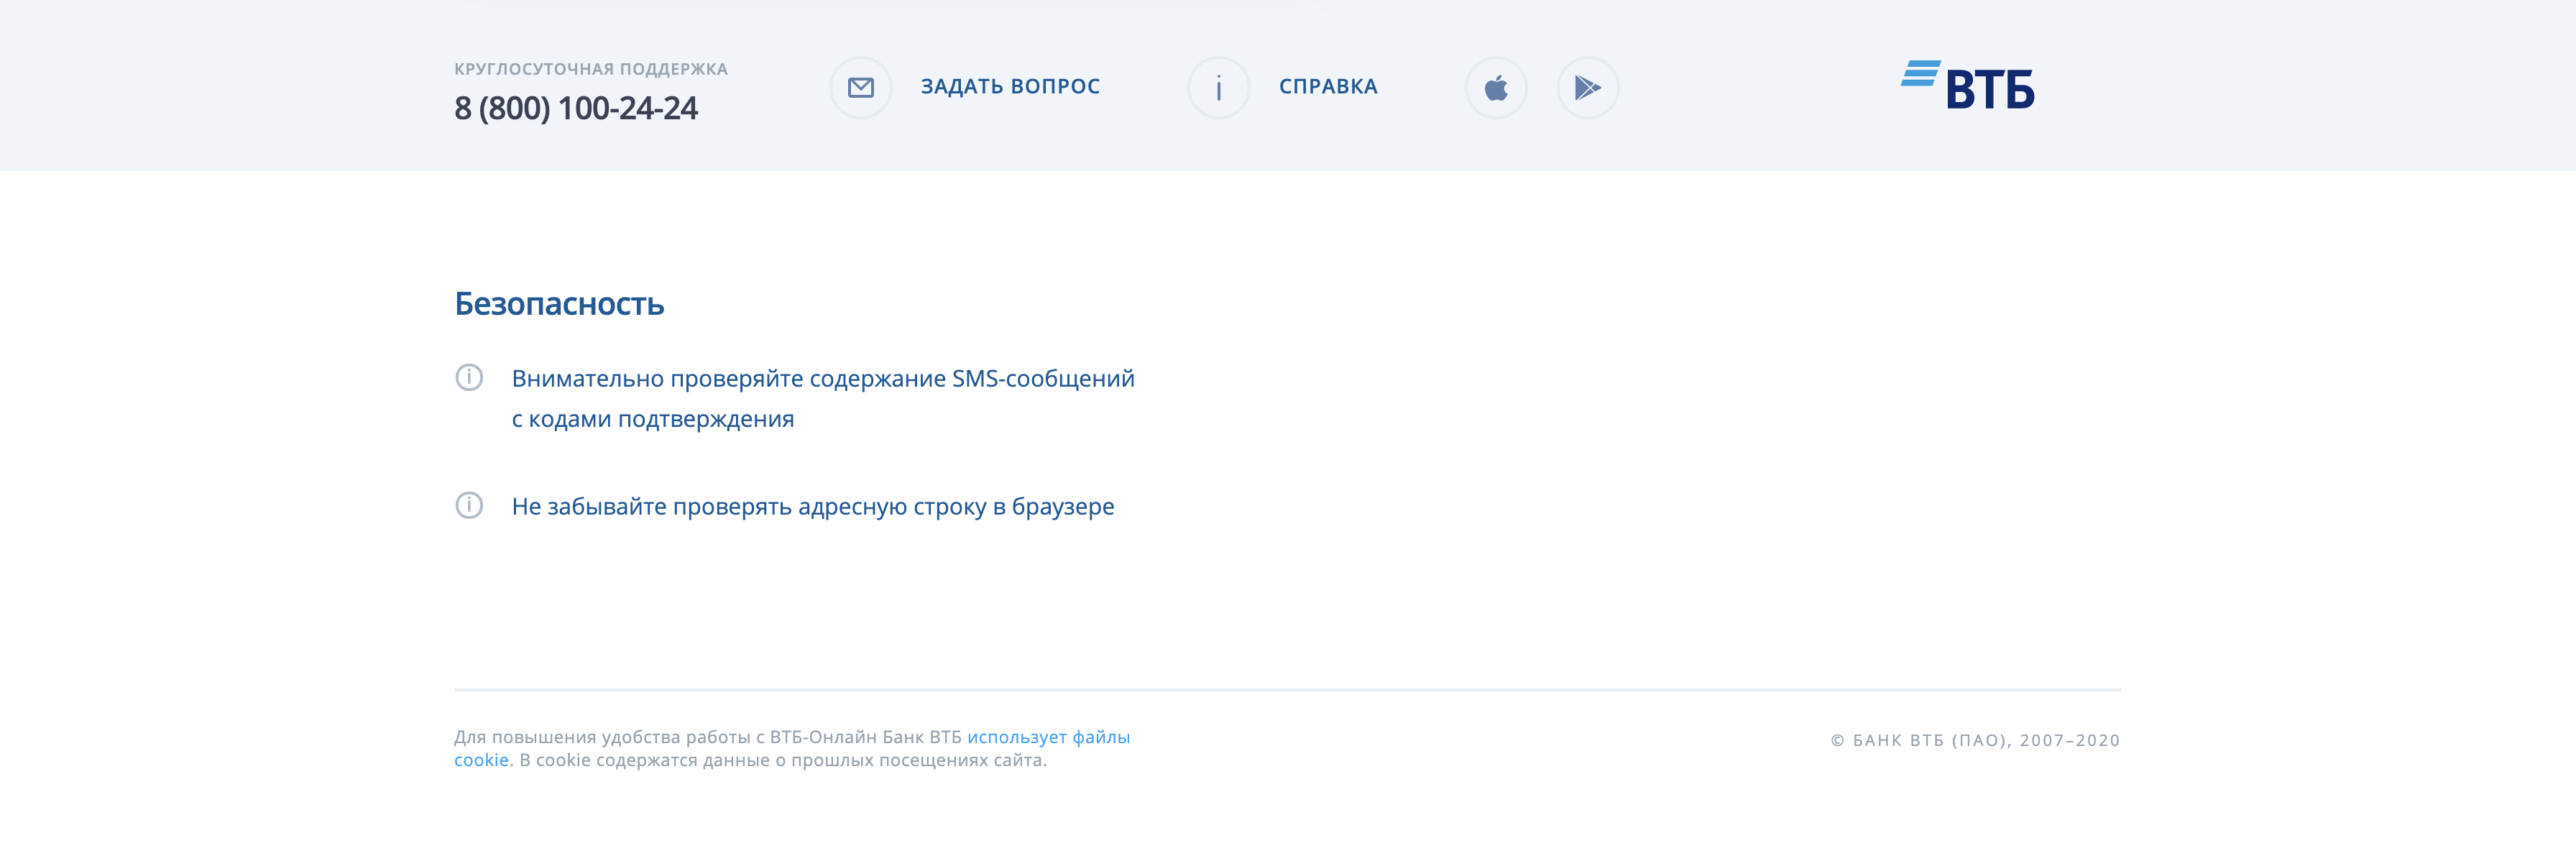 КРУГЛОСУТОЧНАЯ ПОДДЕРЖКА
8 (800) 100-24-24
ЗАДАТЬ ВОПРОС
СПРАВКА
ВТБ
Безопасность
Внимательно проверяйте содержание SMS-сообщений
с кодами подтверждения
Не забывайте проверять адресную строку в браузере
Для повышения удобства работы с ВТБ-Онлайн Банк ВТБ использует файлы
cookie. В cookie содержатся данные о прошлых посещениях сайта.
© БАНК ВТБ (ПАО), 2007–2020